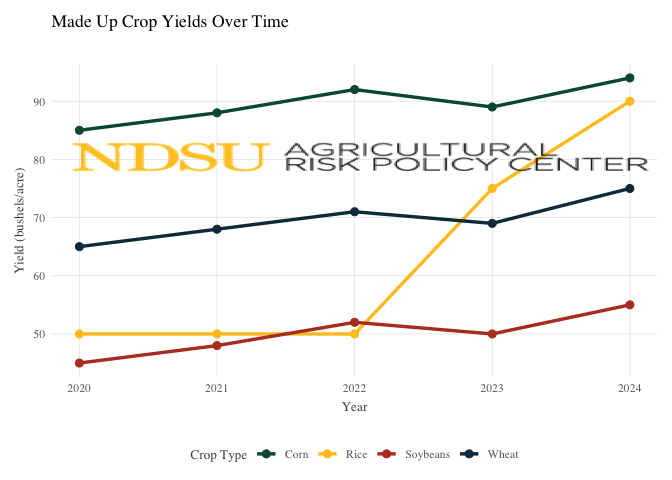 Made Up Crop Yields Over Time
90
80
70
60
50
Yield (bushels/acre)
NDSU AGRICULTURAL
RISK POLICY CENTER
2020 2021 2022 2023 2024
Year
Crop Type Corn Rice Soybeans Wheat